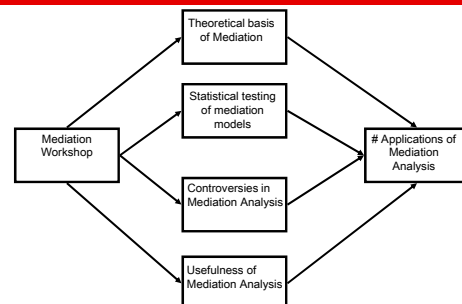 Theoretical basis
of Mediation
Statistical testing
of mediation
models
Mediation
Workshop
# Applications of
Mediation
Analysis
Controversies in
Mediation Analysis
Usefulness of
Mediation Analysis